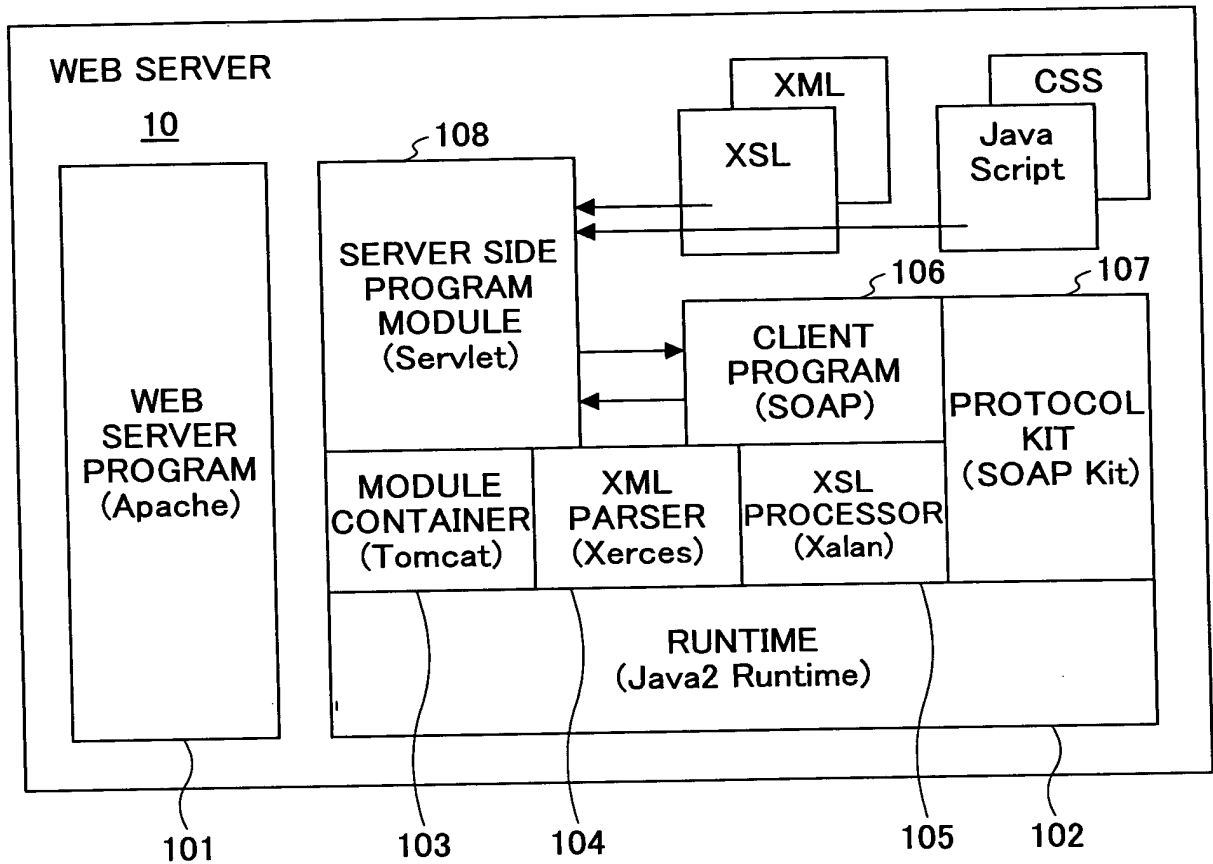 WEB SERVER
10
108
XML
XSL
CSS
Java
Script
SERVER SIDE
PROGRAM
MODULE
(Servlet)
106
107
CLIENT
PROGRAM
(SOAP)
PROTOCOL
KIT
(SOAP Kit)
WEB
SERVER
PROGRAM
(Apache)
MODULE
CONTAINER
(Tomcat)
XML
PARSER
(Xerces)
XSL
PROCESSOR
(Xalan)
RUNTIME
(Java2 Runtime)
101
103
104
105
102